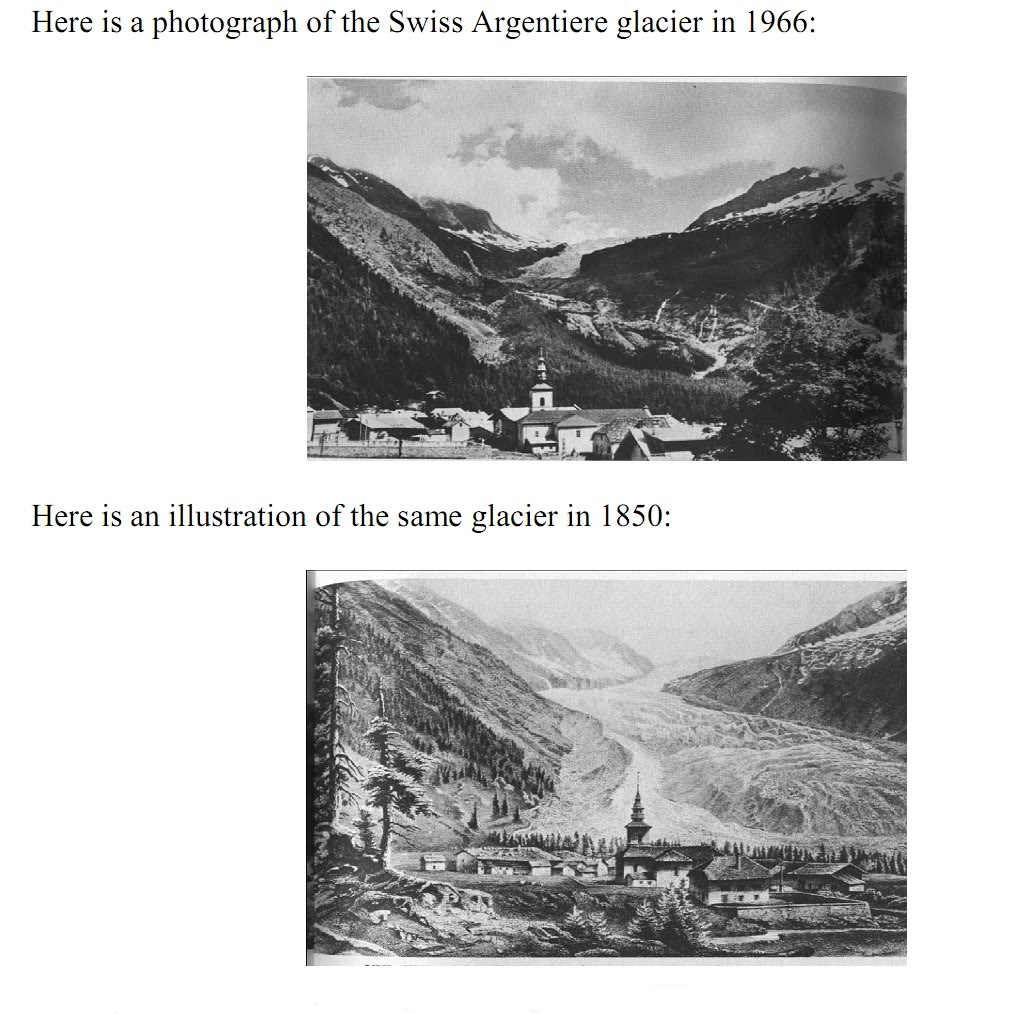 Here is a photograph of the Swiss Argentiere glacier in 1966:
Here is an illustration of the same glacier in 1850: